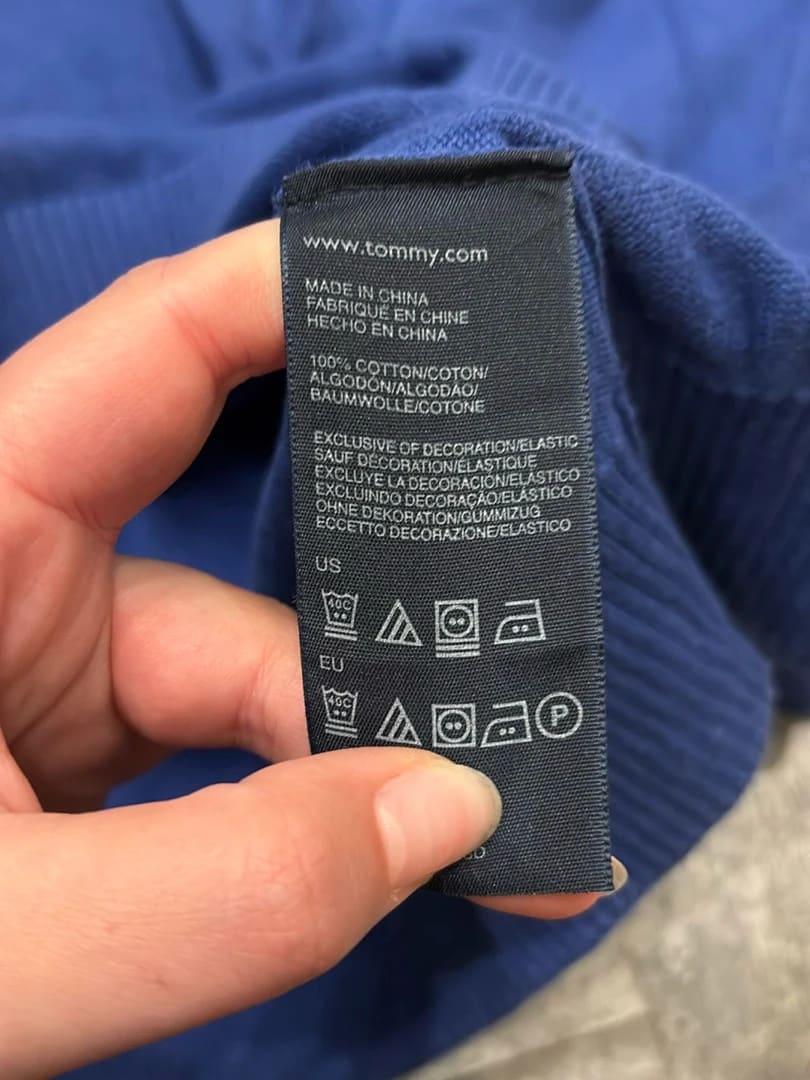 www.tommy.com
MADE IN CHINA
FABRIQUÉ EN CHINE
HECHO EN CHINA
100% COTTON/COTON/
ALGODÓN/ALGODÃO/
BAUMWOLLE/COTONE
EXCLUSIVE OF DECORATION/ELASTIC
SAUF DÉCORATION/ÉLASTIQUE
EXCLUYE LA DECORACIÓN/ELÁSTICO
EXCLUINDO DECORAÇÃO/ELÁSTICO
OHNE DEKORATION/GUMMIZUG
ECCETTO DECORAZIONE/ELASTICO
US
40C
EU
40C P